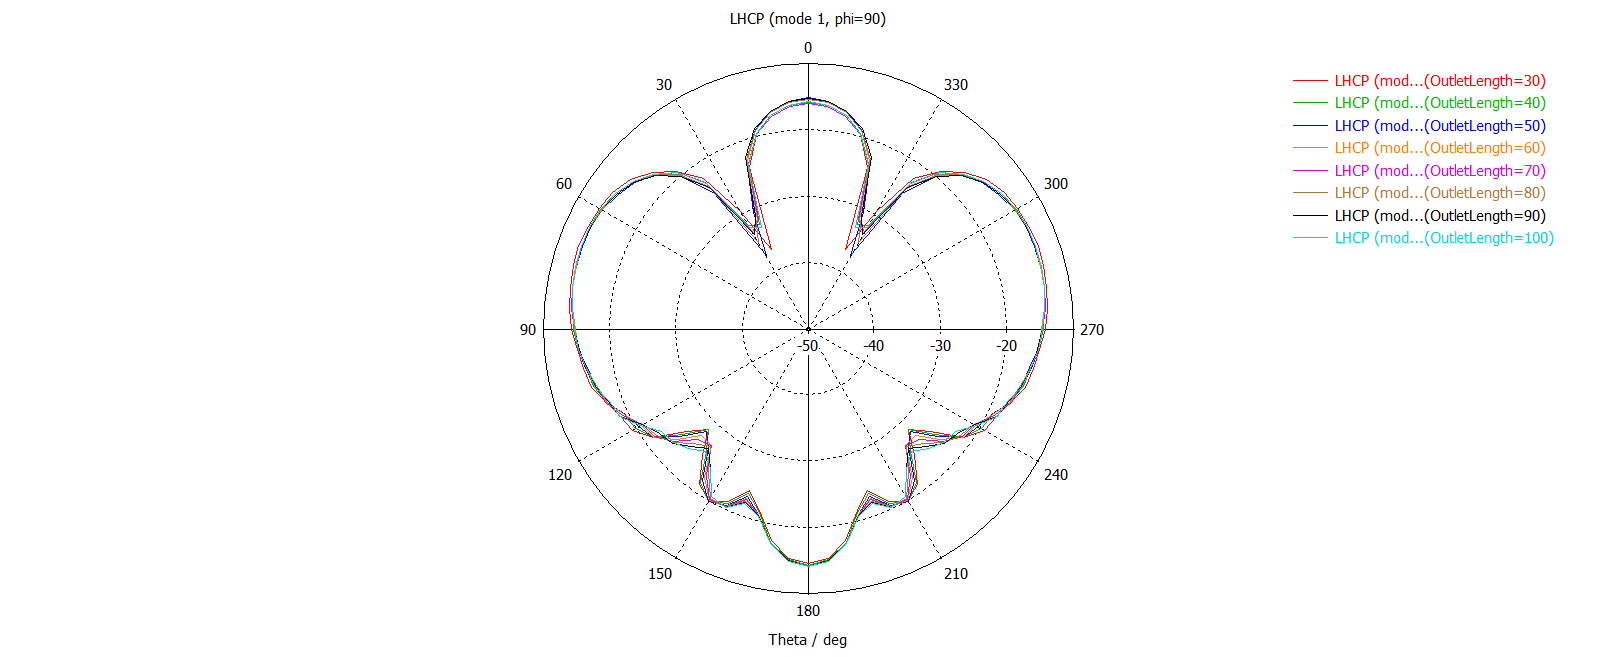 LHCP (mode 1, phi=90)
0
30
330
60
300
90
270
-50
-40
-30
-20
120
240
150
210
180
Theta / deg
LHCP (mod...(OutletLength=30)
LHCP (mod...(OutletLength=40)
LHCP (mod...(OutletLength=50)
LHCP (mod...(OutletLength=60)
LHCP (mod...(OutletLength=70)
LHCP (mod...(OutletLength=80)
LHCP (mod...(OutletLength=90)
LHCP (mod...(OutletLength=100)